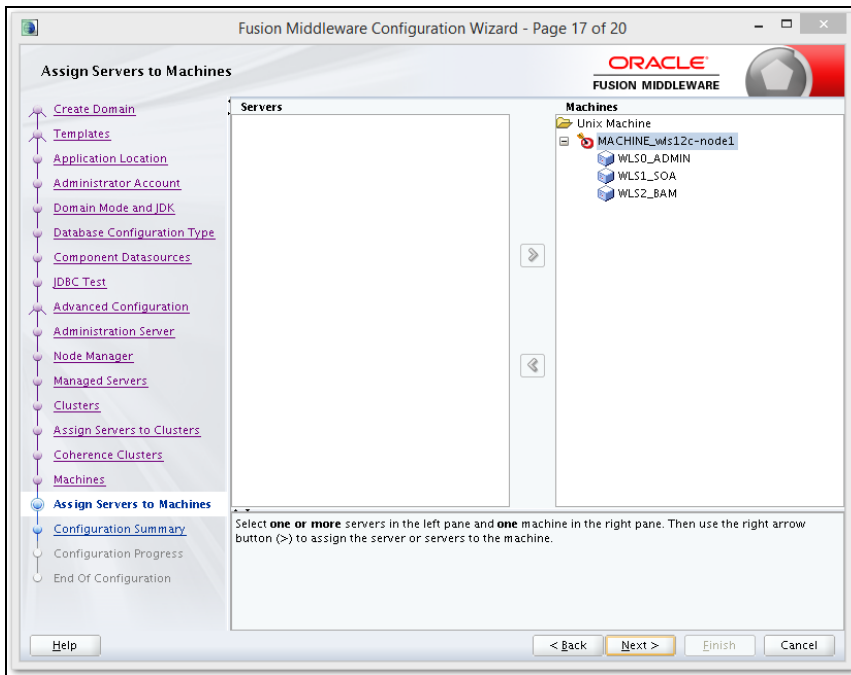 Fusion Middleware Configuration Wizard - Page 17 of 20
Assign Servers to Machines
ORACLE
FUSION MIDDLEWARE
Create Domain
Templates
Application Location
Administrator Account
Domain Mode and JDK
Database Configuration Type
Component Datasources
JDBC Test
Advanced Configuration
Administration Server
Node Manager
Managed Servers
Clusters
Assign Servers to Clusters
Coherence Clusters
Machines
Assign Servers to Machines
Configuration Summary
Configuration Progress
End Of Configuration
Servers
Machines
Unix Machine
MACHINE_wls12c-node1
WLS0_ADMIN
WLS1_SOA
WLS2_BAM
Select one or more servers in the left pane and one machine in the right pane. Then use the right arrow
button (>) to assign the server or servers to the machine.
Help
< Back
Next >
Finish
Cancel